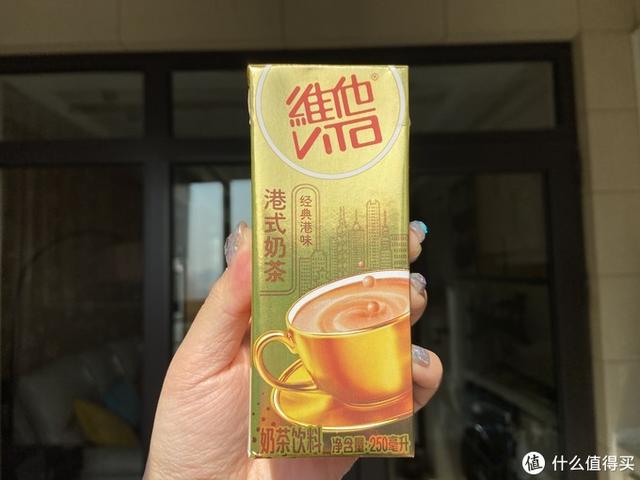 維他®
VITA
港式奶茶
经典港味
奶茶饮料 净含量:250毫升
值 什么值得买